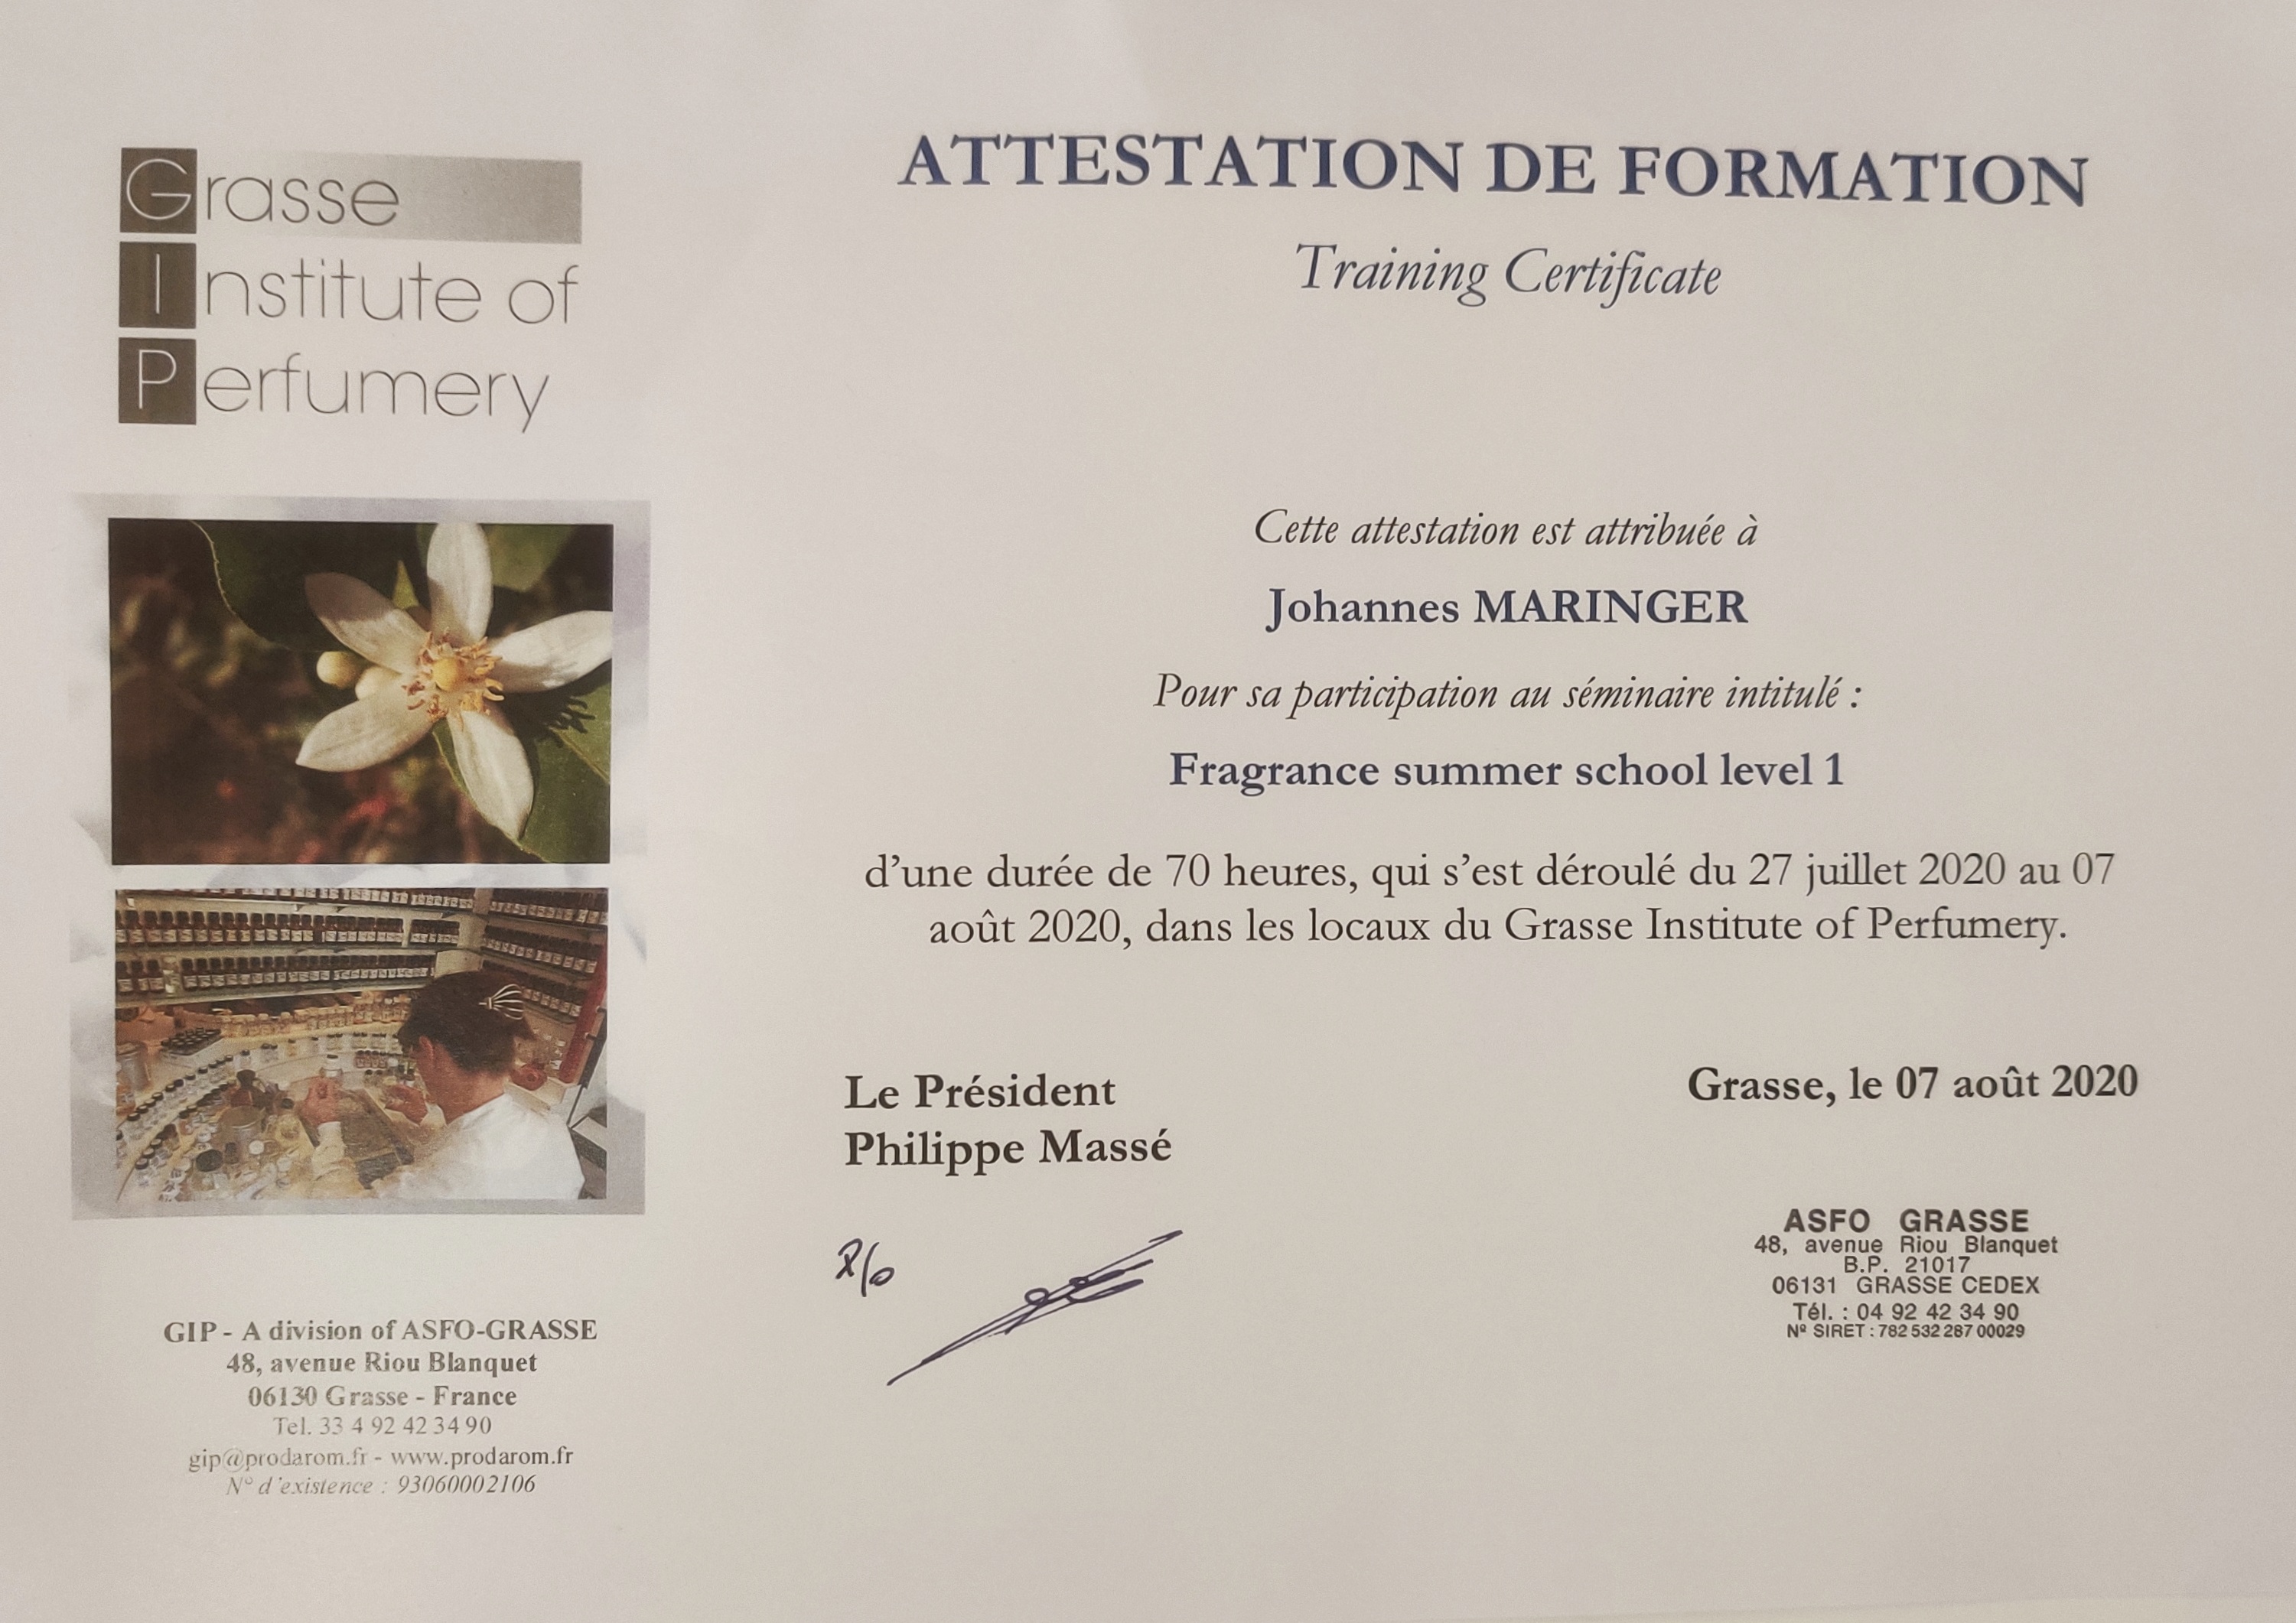 Grasse
Institute of
Perfumery
ATTESTATION DE FORMATION
Training Certificate
Cette attestation est attribuée à
Johannes MARINGER
Pour sa participation au séminaire intitulé :
Fragrance summer school level 1
d’une durée de 70 heures, qui s’est déroulé du 27 juillet 2020 au 07
août 2020, dans les locaux du Grasse Institute of Perfumery.
Le Président
Philippe Massé
Grasse, le 07 août 2020
P/o
ASFO GRASSE
48, avenue Riou Blanquet
B.P. 21017
06131 GRASSE CEDEX
Tél. : 04 92 42 34 90
Nº SIRET : 782 532 287 00029
GIP - A division of ASFO-GRASSE
48, avenue Riou Blanquet
06130 Grasse - France
Tel. 33 4 92 42 34 90
gip@prodarom.fr - www.prodarom.fr
N° d’existence : 93060002106